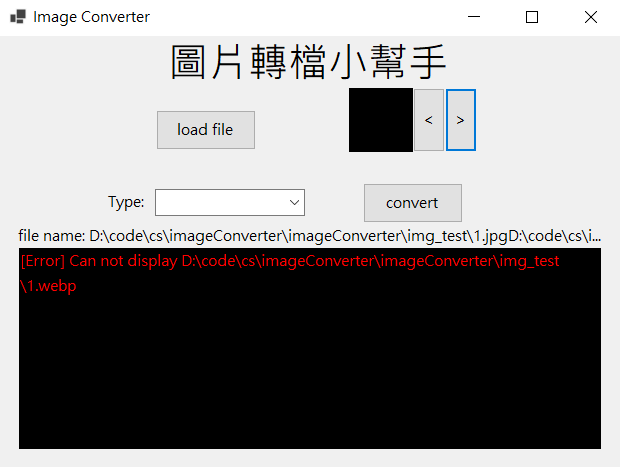 Image Converter
圖片轉檔小幫手
load file
<
>
Type:
convert
file name: D:\code\cs\imageConverter\imageConverter\img_test\1.jpgD:\code\cs\i...
[Error] Can not display D:\code\cs\imageConverter\imageConverter\img_test
\1.webp